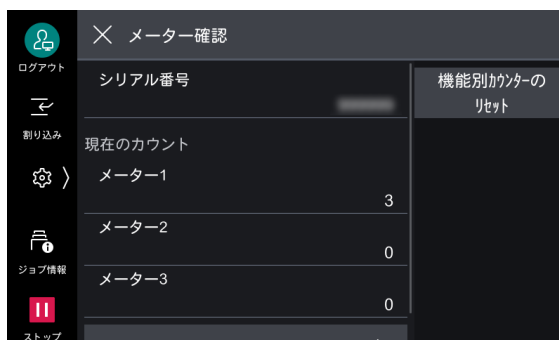 ログアウト
割り込み
ジョブ情報
ストップ
メーター確認
シリアル番号
現在のカウント
メーター1
3
メーター2
0
メーター3
0
機能別ｶｳﾝﾀｰの
ﾘｾｯﾄ